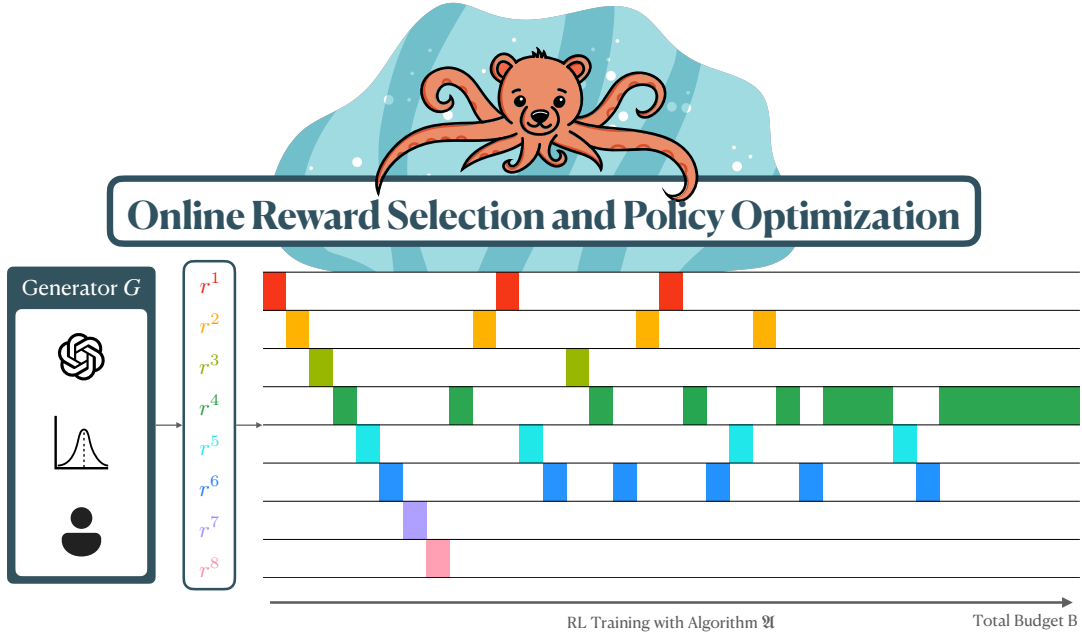 Online Reward Selection and Policy Optimization
Generator G
r¹
r²
r³
r⁴
r⁵
r⁶
r⁷
r⁸
RL Training with Algorithm 𝔄
Total Budget B